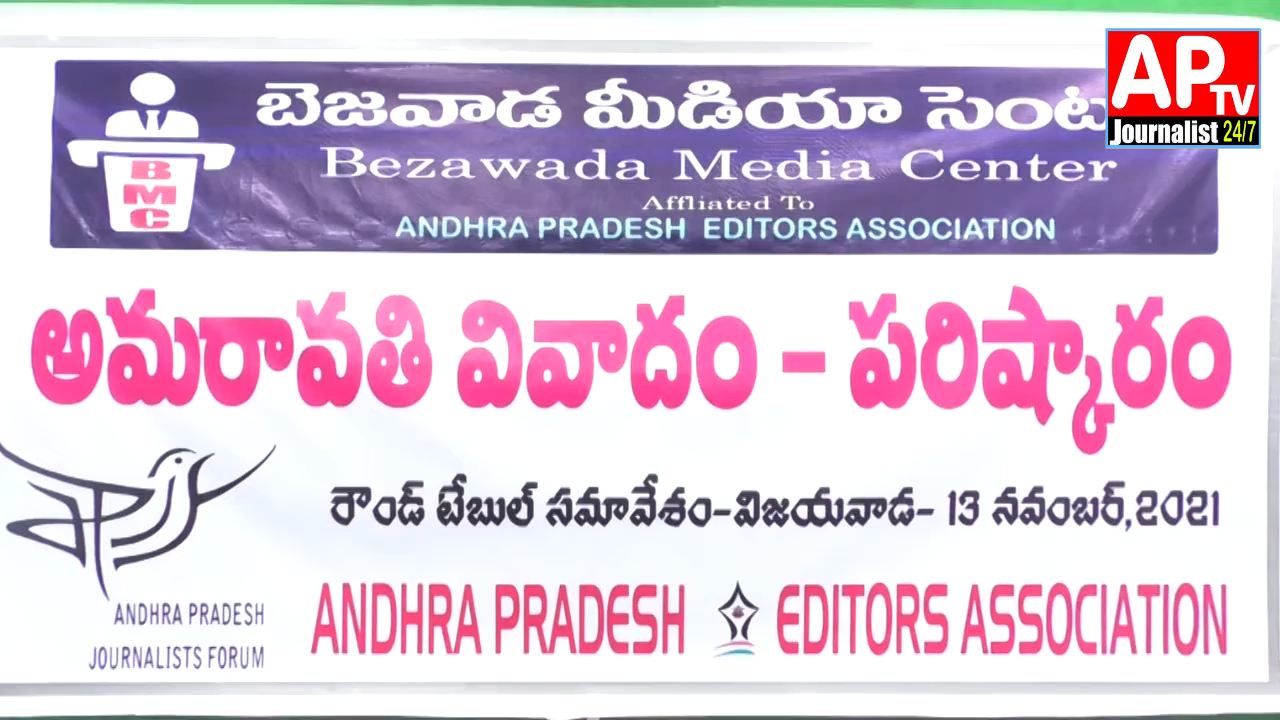 AP
TV
Journalist 24/7
బెజవాడ మీడియా
Bezawada Media Center
Affliated To
ANDHRA PRADESH EDITORS ASSOCIATION
BMC
అమరావతి వివాదం - పరిష్కారం
రౌండ్ టేబుల్ సమావేశం-విజయవాడ- 13 నవంబర్,2021
ANDHRA PRADESH
JOURNALISTS FORUM
ANDHRA PRADESH EDITORS ASSOCIATION